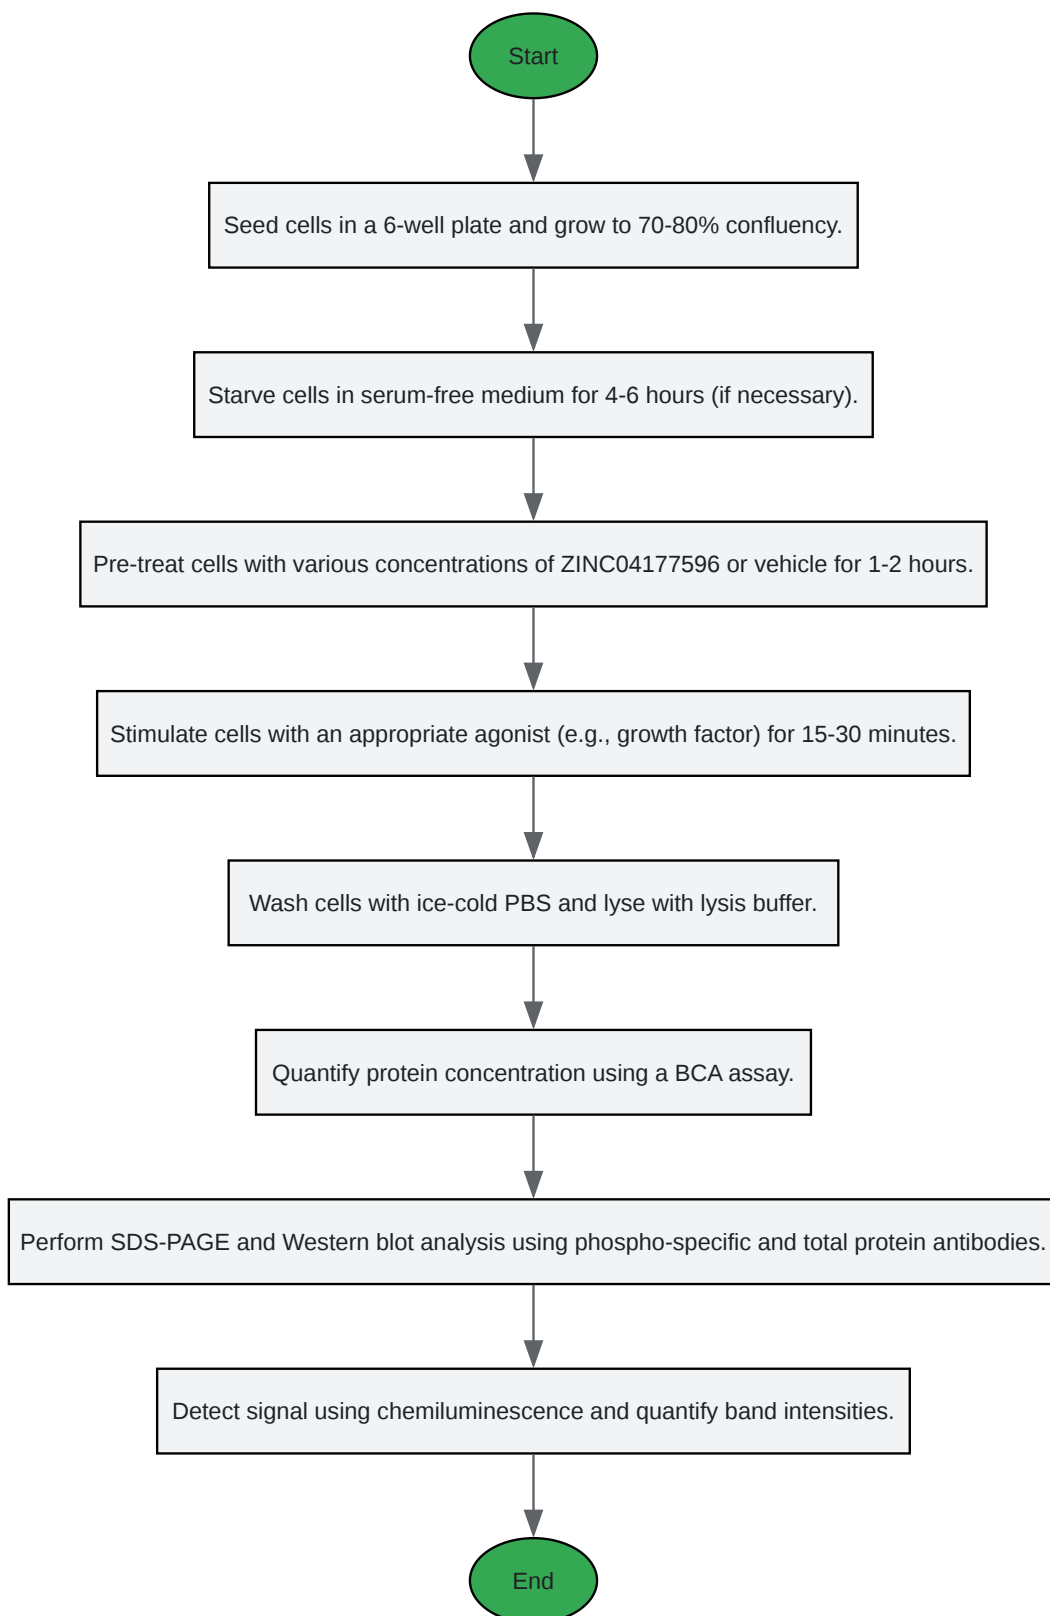 Start
Seed cells in a 6-well plate and grow to 70-80% confluency.
Starve cells in serum-free medium for 4-6 hours (if necessary).
Pre-treat cells with various concentrations of ZINC04177596 or vehicle for 1-2 hours.
Stimulate cells with an appropriate agonist (e.g., growth factor) for 15-30 minutes.
Wash cells with ice-cold PBS and lyse with lysis buffer.
Quantify protein concentration using a BCA assay.
Perform SDS-PAGE and Western blot analysis using phospho-specific and total protein antibodies.
Detect signal using chemiluminescence and quantify band intensities.
End